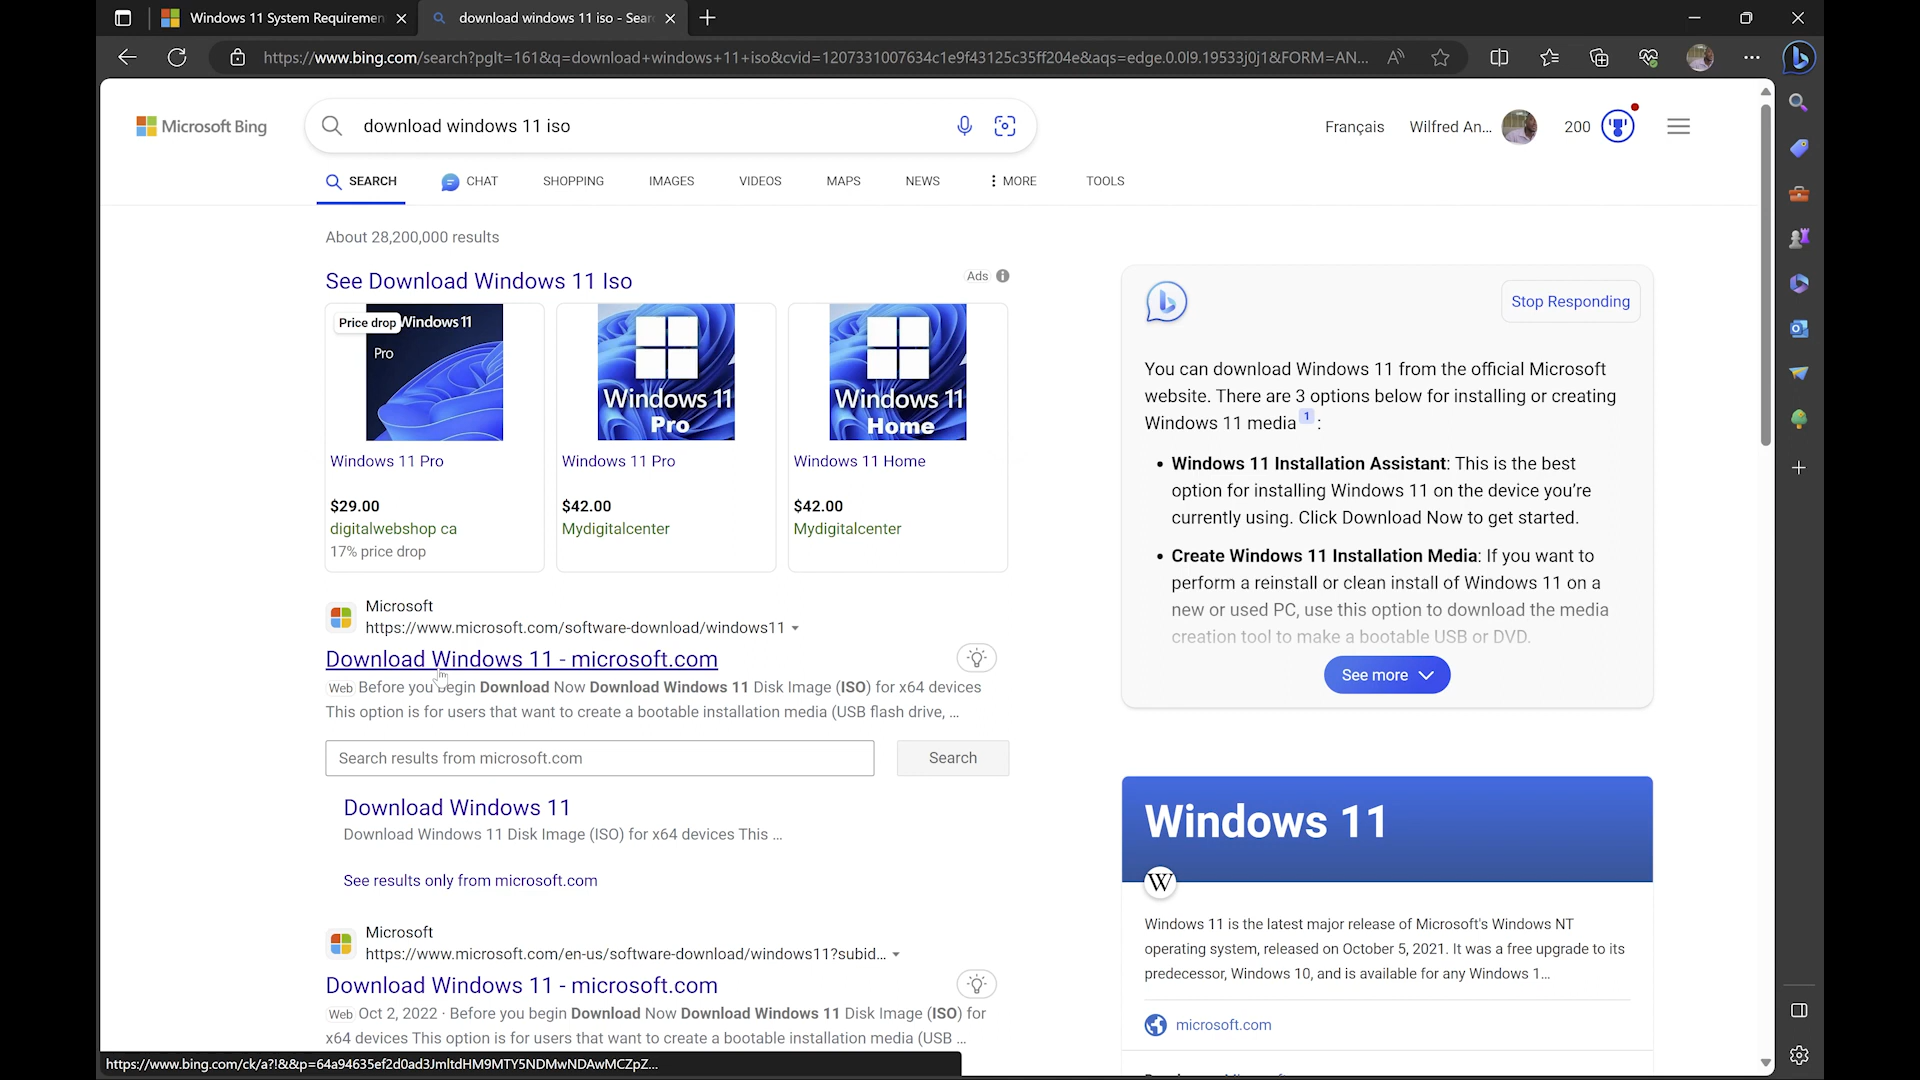 Windows 11 System Requiremen
download windows 11 iso - Sear
https://www.bing.com/search?pglt=161&q=download+windows+11+iso&cvid=1207331007634c1e9f43125c35ff204e&aqs=edge.0.0l9.19533j0j1&FORM=AN...
Microsoft Bing
download windows 11 iso
Français
Wilfred An...
200
SEARCH
CHAT
SHOPPING
IMAGES
VIDEOS
MAPS
NEWS
MORE
TOOLS
About 28,200,000 results
See Download Windows 11 Iso
Ads
Price drop
Windows 11
Pro
Windows 11 Pro
$29.00
digitalwebshop ca
17% price drop
Windows 11
Pro
Windows 11 Pro
$42.00
Mydigitalcenter
Windows 11
Home
Windows 11 Home
$42.00
Mydigitalcenter
Microsoft
https://www.microsoft.com/software-download/windows11
Download Windows 11 - microsoft.com
Web Before you begin Download Now Download Windows 11 Disk Image (ISO) for x64 devices
This option is for users that want to create a bootable installation media (USB flash drive, ...
Search results from microsoft.com
Search
Download Windows 11
Download Windows 11 Disk Image (ISO) for x64 devices This ...
See results only from microsoft.com
Microsoft
https://www.microsoft.com/en-us/software-download/windows11?subid...
Download Windows 11 - microsoft.com
Web Oct 2, 2022 · Before you begin Download Now Download Windows 11 Disk Image (ISO) for
x64 devices This option is for users that want to create a bootable installation media (USB ...
https://www.bing.com/ck/a?!&&p=64a94635ef2d0ad3JmltdHM9MTY5NDMwNDAwMCZpZ...
Stop Responding
You can download Windows 11 from the official Microsoft
website. There are 3 options below for installing or creating
Windows 11 media 1 :
• Windows 11 Installation Assistant: This is the best
option for installing Windows 11 on the device you're
currently using. Click Download Now to get started.
• Create Windows 11 Installation Media: If you want to
perform a reinstall or clean install of Windows 11 on a
new or used PC, use this option to download the media
creation tool to make a bootable USB or DVD.
See more
Windows 11
W
Windows 11 is the latest major release of Microsoft's Windows NT
operating system, released on October 5, 2021. It was a free upgrade to its
predecessor, Windows 10, and is available for any Windows 1...
microsoft.com